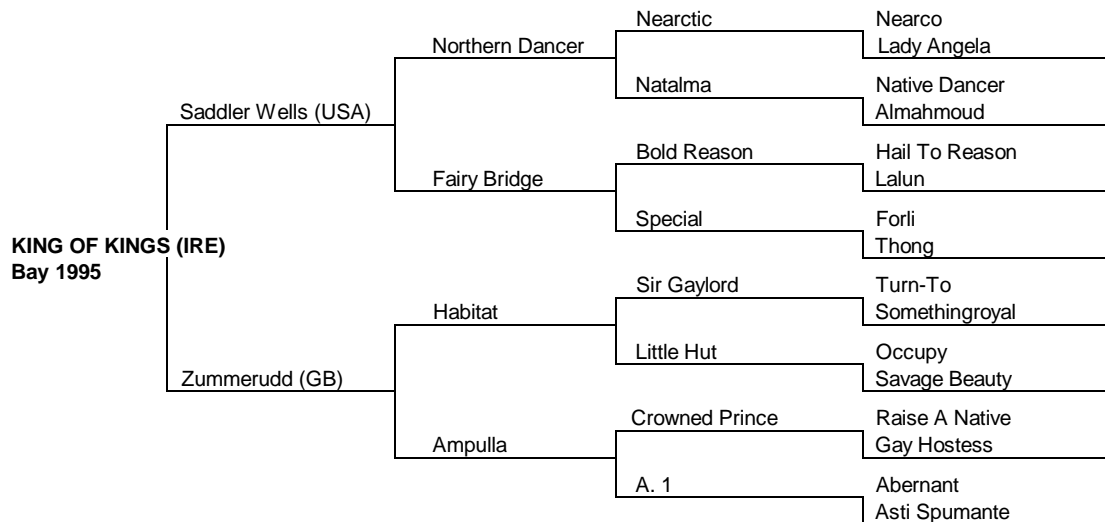 Nearctic
Nearco
Northern Dancer
Lady Angela
Natalma
Native Dancer
Saddler Wells (USA)
Almahmoud
Bold Reason
Hail To Reason
Fairy Bridge
Lalun
Special
Forli
KING OF KINGS (IRE)
Thong
Bay 1995
Sir Gaylord
Turn-To
Habitat
Somethingroyal
Little Hut
Occupy
Zummerudd (GB)
Savage Beauty
Crowned Prince
Raise A Native
Ampulla
Gay Hostess
A. 1
Abernant
Asti Spumante